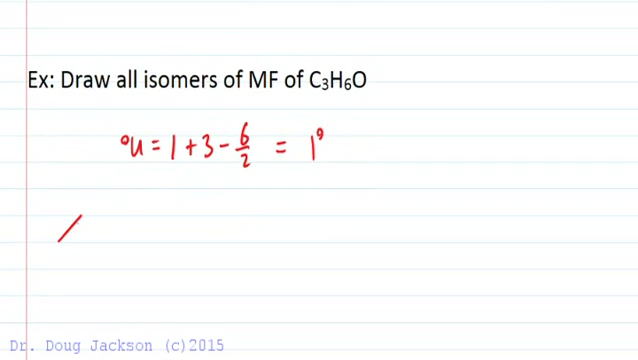 Ex: Draw all isomers of MF of C₃H₆O
°u = 1 + 3 - 6/2 = 1°
Dr. Doug Jackson (c)2015